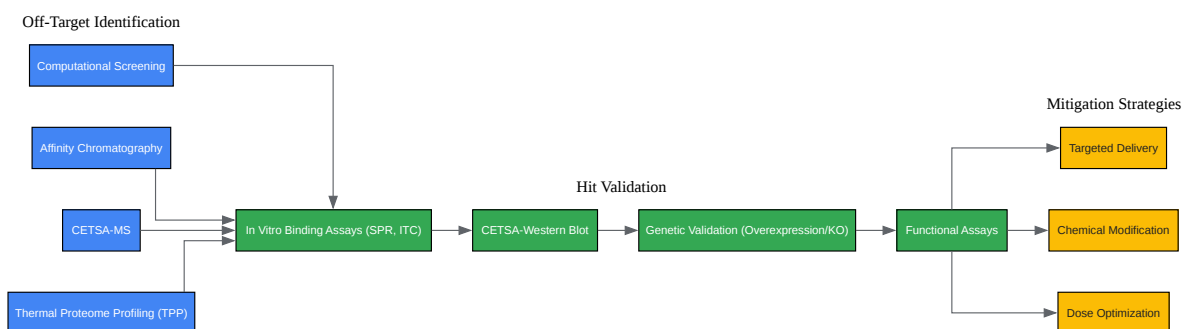 Off-Target Identification
Computational Screening
Mitigation Strategies
Affinity Chromatography
Targeted Delivery
Hit Validation
CETSA-MS
In Vitro Binding Assays (SPR, ITC)
CETSA-Western Blot
Genetic Validation (Overexpression/KO)
Functional Assays
Chemical Modification
Thermal Proteome Profiling (TPP)
Dose Optimization